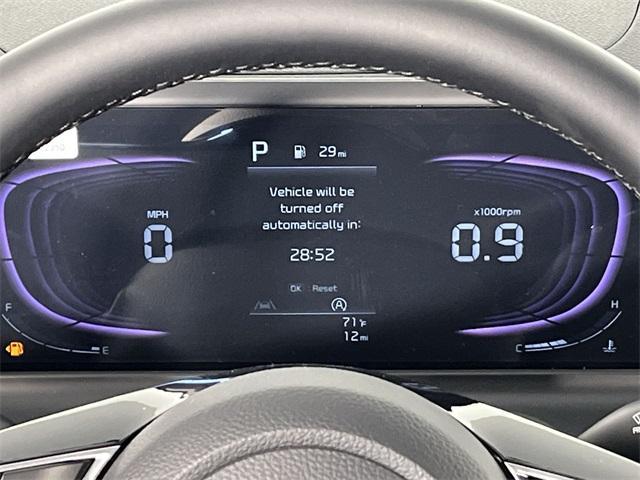 P 29 mi
Vehicle will be
turned off
automatically in:
28:52
OK Reset
A
71°F
12 mi
MPH
0
x1000rpm
0.9
F
E
H
C